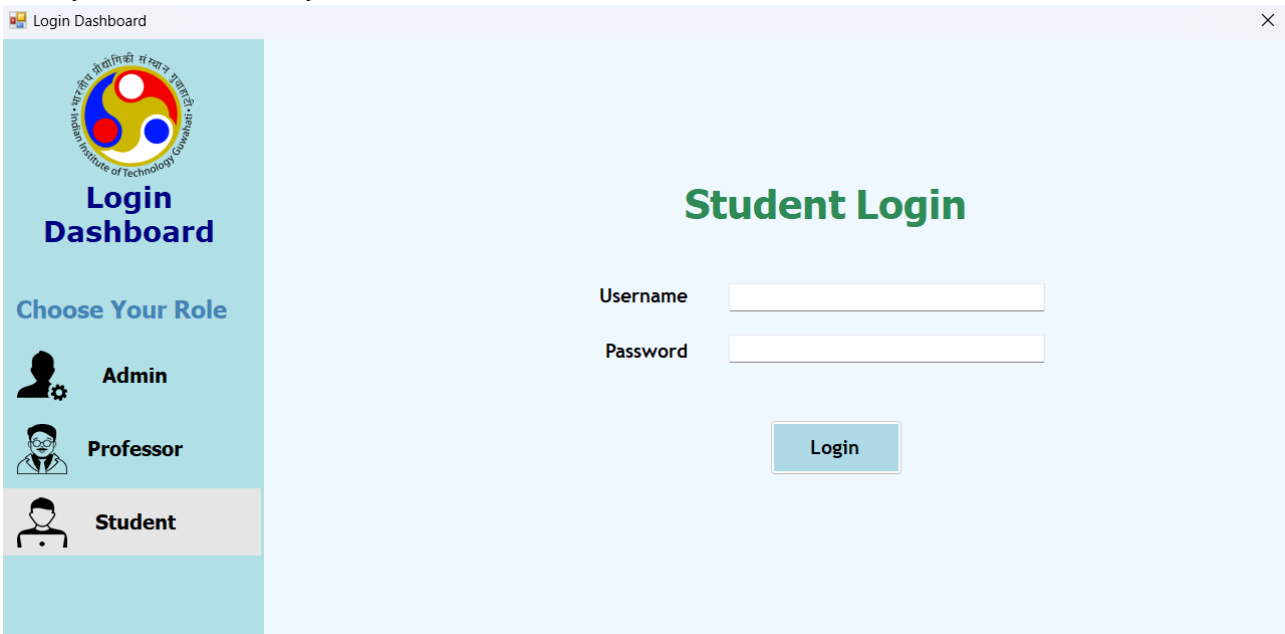 Login Dashboard
भारतीय प्रौद्योगिकी संस्थान गुवाहाटी
Indian Institute of Technology Guwahati
Login
Dashboard
Choose Your Role
Admin
Professor
Student
Student Login
Username
Password
Login